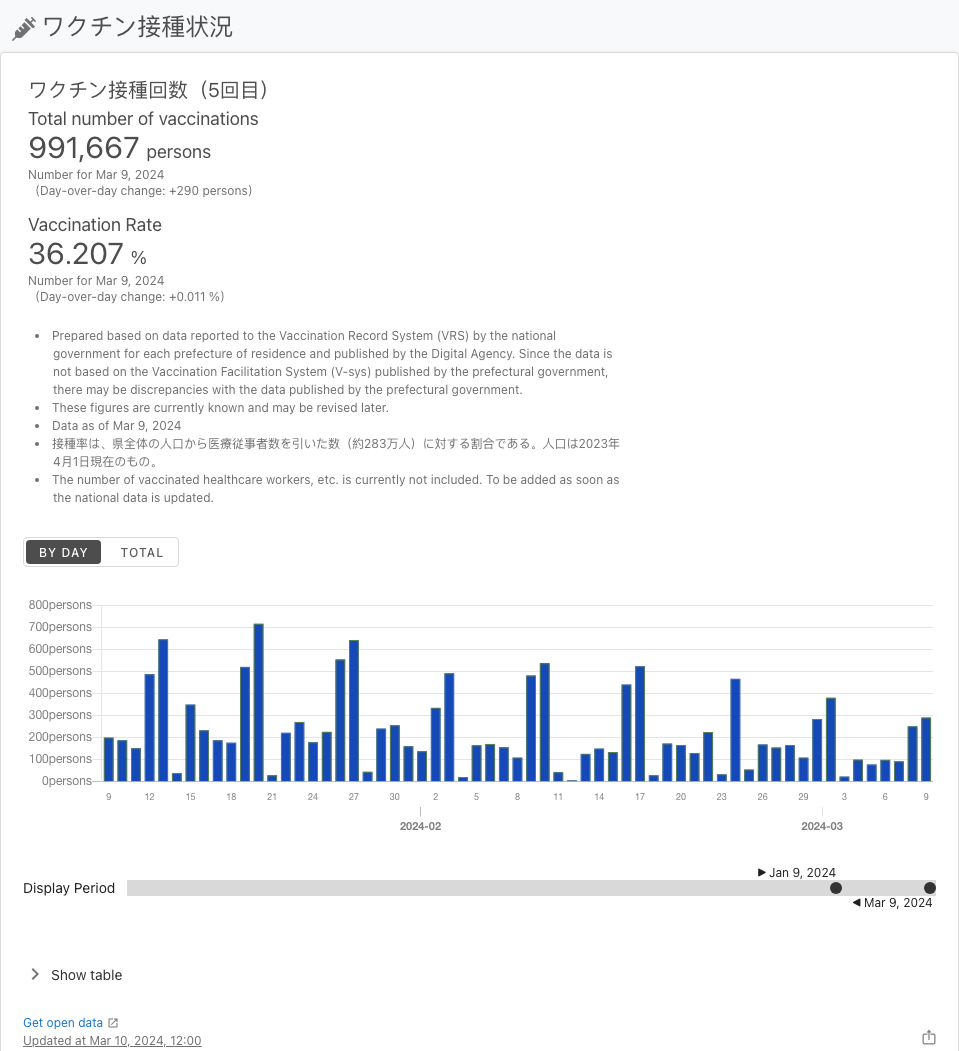 ワクチン接種状況
ワクチン接種回数（5回目）
Total number of vaccinations
991,667 persons
Number for Mar 9, 2024
（Day-over-day change: +290 persons）
Vaccination Rate
36.207 %
Number for Mar 9, 2024
（Day-over-day change: +0.011 %）
• Prepared based on data reported to the Vaccination Record System (VRS) by the national
government for each prefecture of residence and published by the Digital Agency. Since the data is
not based on the Vaccination Facilitation System (V-sys) published by the prefectural government,
there may be discrepancies with the data published by the prefectural government.
• These figures are currently known and may be revised later.
• Data as of Mar 9, 2024
• 接種率は、県全体の人口から医療従事者数を引いた数（約283万人）に対する割合である。人口は2023年
4月1日現在のもの。
• The number of vaccinated healthcare workers, etc. is currently not included. To be added as soon as
the national data is updated.
BY DAY TOTAL
800persons
700persons
600persons
500persons
400persons
300persons
200persons
100persons
0persons
9 12 15 18 21 24 27 30 2 5 8 11 14 17 20 23 26 29 3 6 9
2024-02 2024-03
Jan 9, 2024
Display Period
Mar 9, 2024
Show table
Get open data
Updated at Mar 10, 2024, 12:00